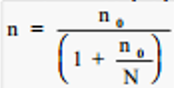 n = n₀ / (1 + n₀/N)